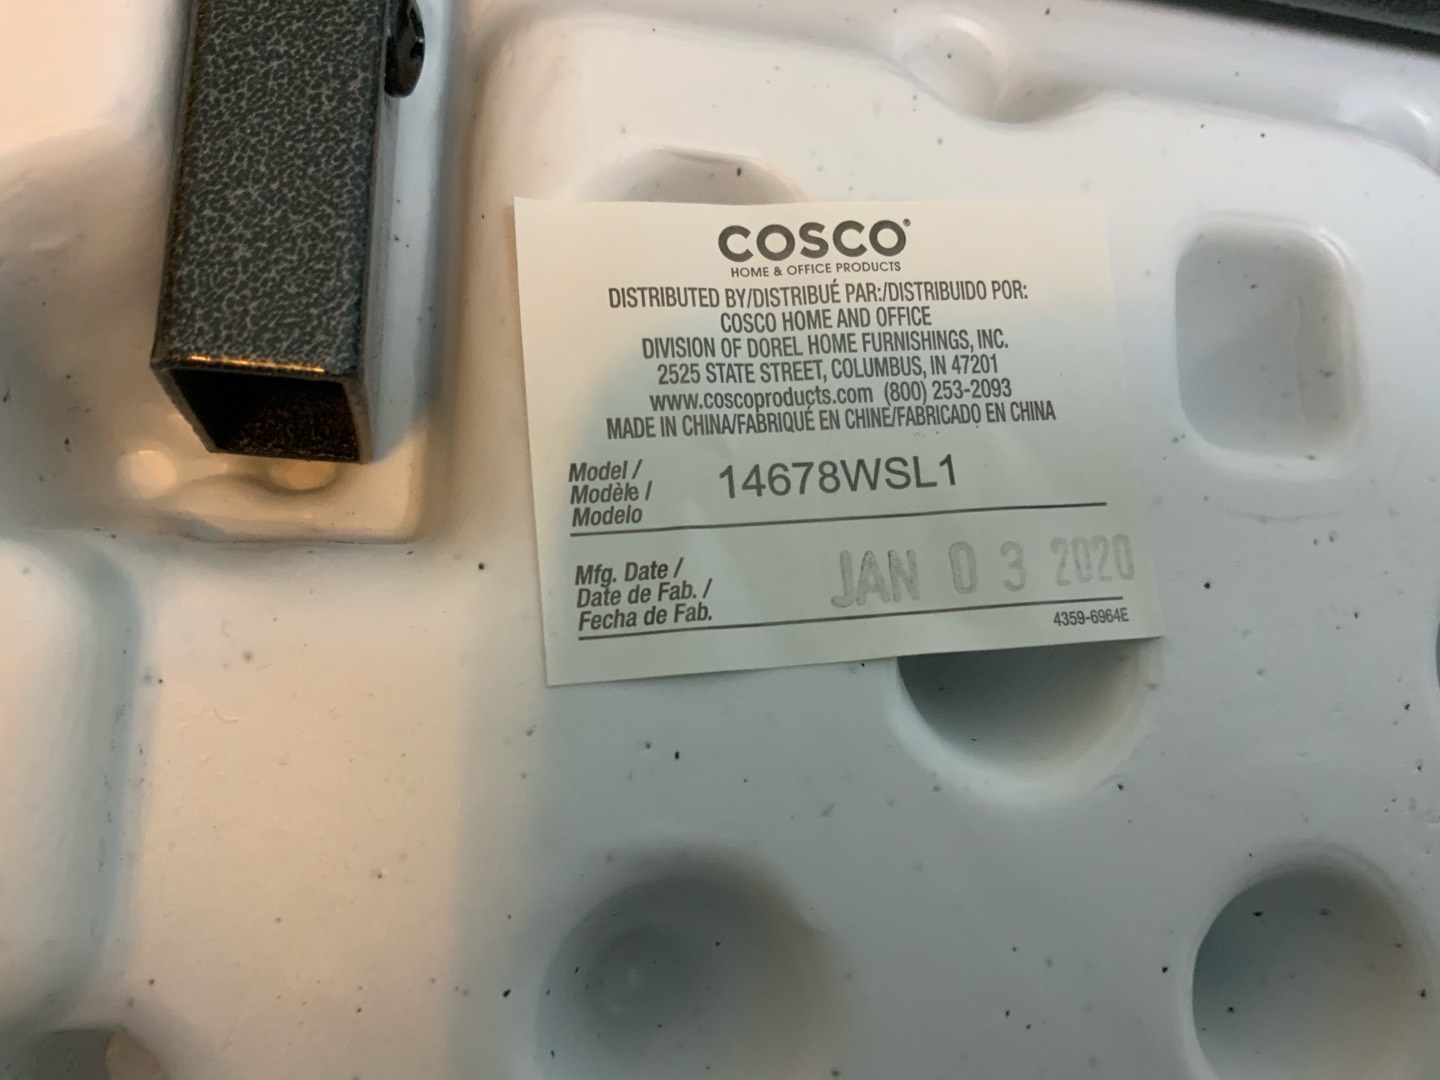 COSCO®
HOME & OFFICE PRODUCTS
DISTRIBUTED BY/DISTRIBUÉ PAR:/DISTRIBUIDO POR:
COSCO HOME AND OFFICE
DIVISION OF DOREL HOME FURNISHINGS, INC.
2525 STATE STREET, COLUMBUS, IN 47201
www.coscoproducts.com (800) 253-2093
MADE IN CHINA/FABRIQUÉ EN CHINE/FABRICADO EN CHINA
Model /
Modèle / 14678WSL1
Modelo
Mfg. Date /
Date de Fab. / JAN 03 2020
Fecha de Fab.
4359-6964E